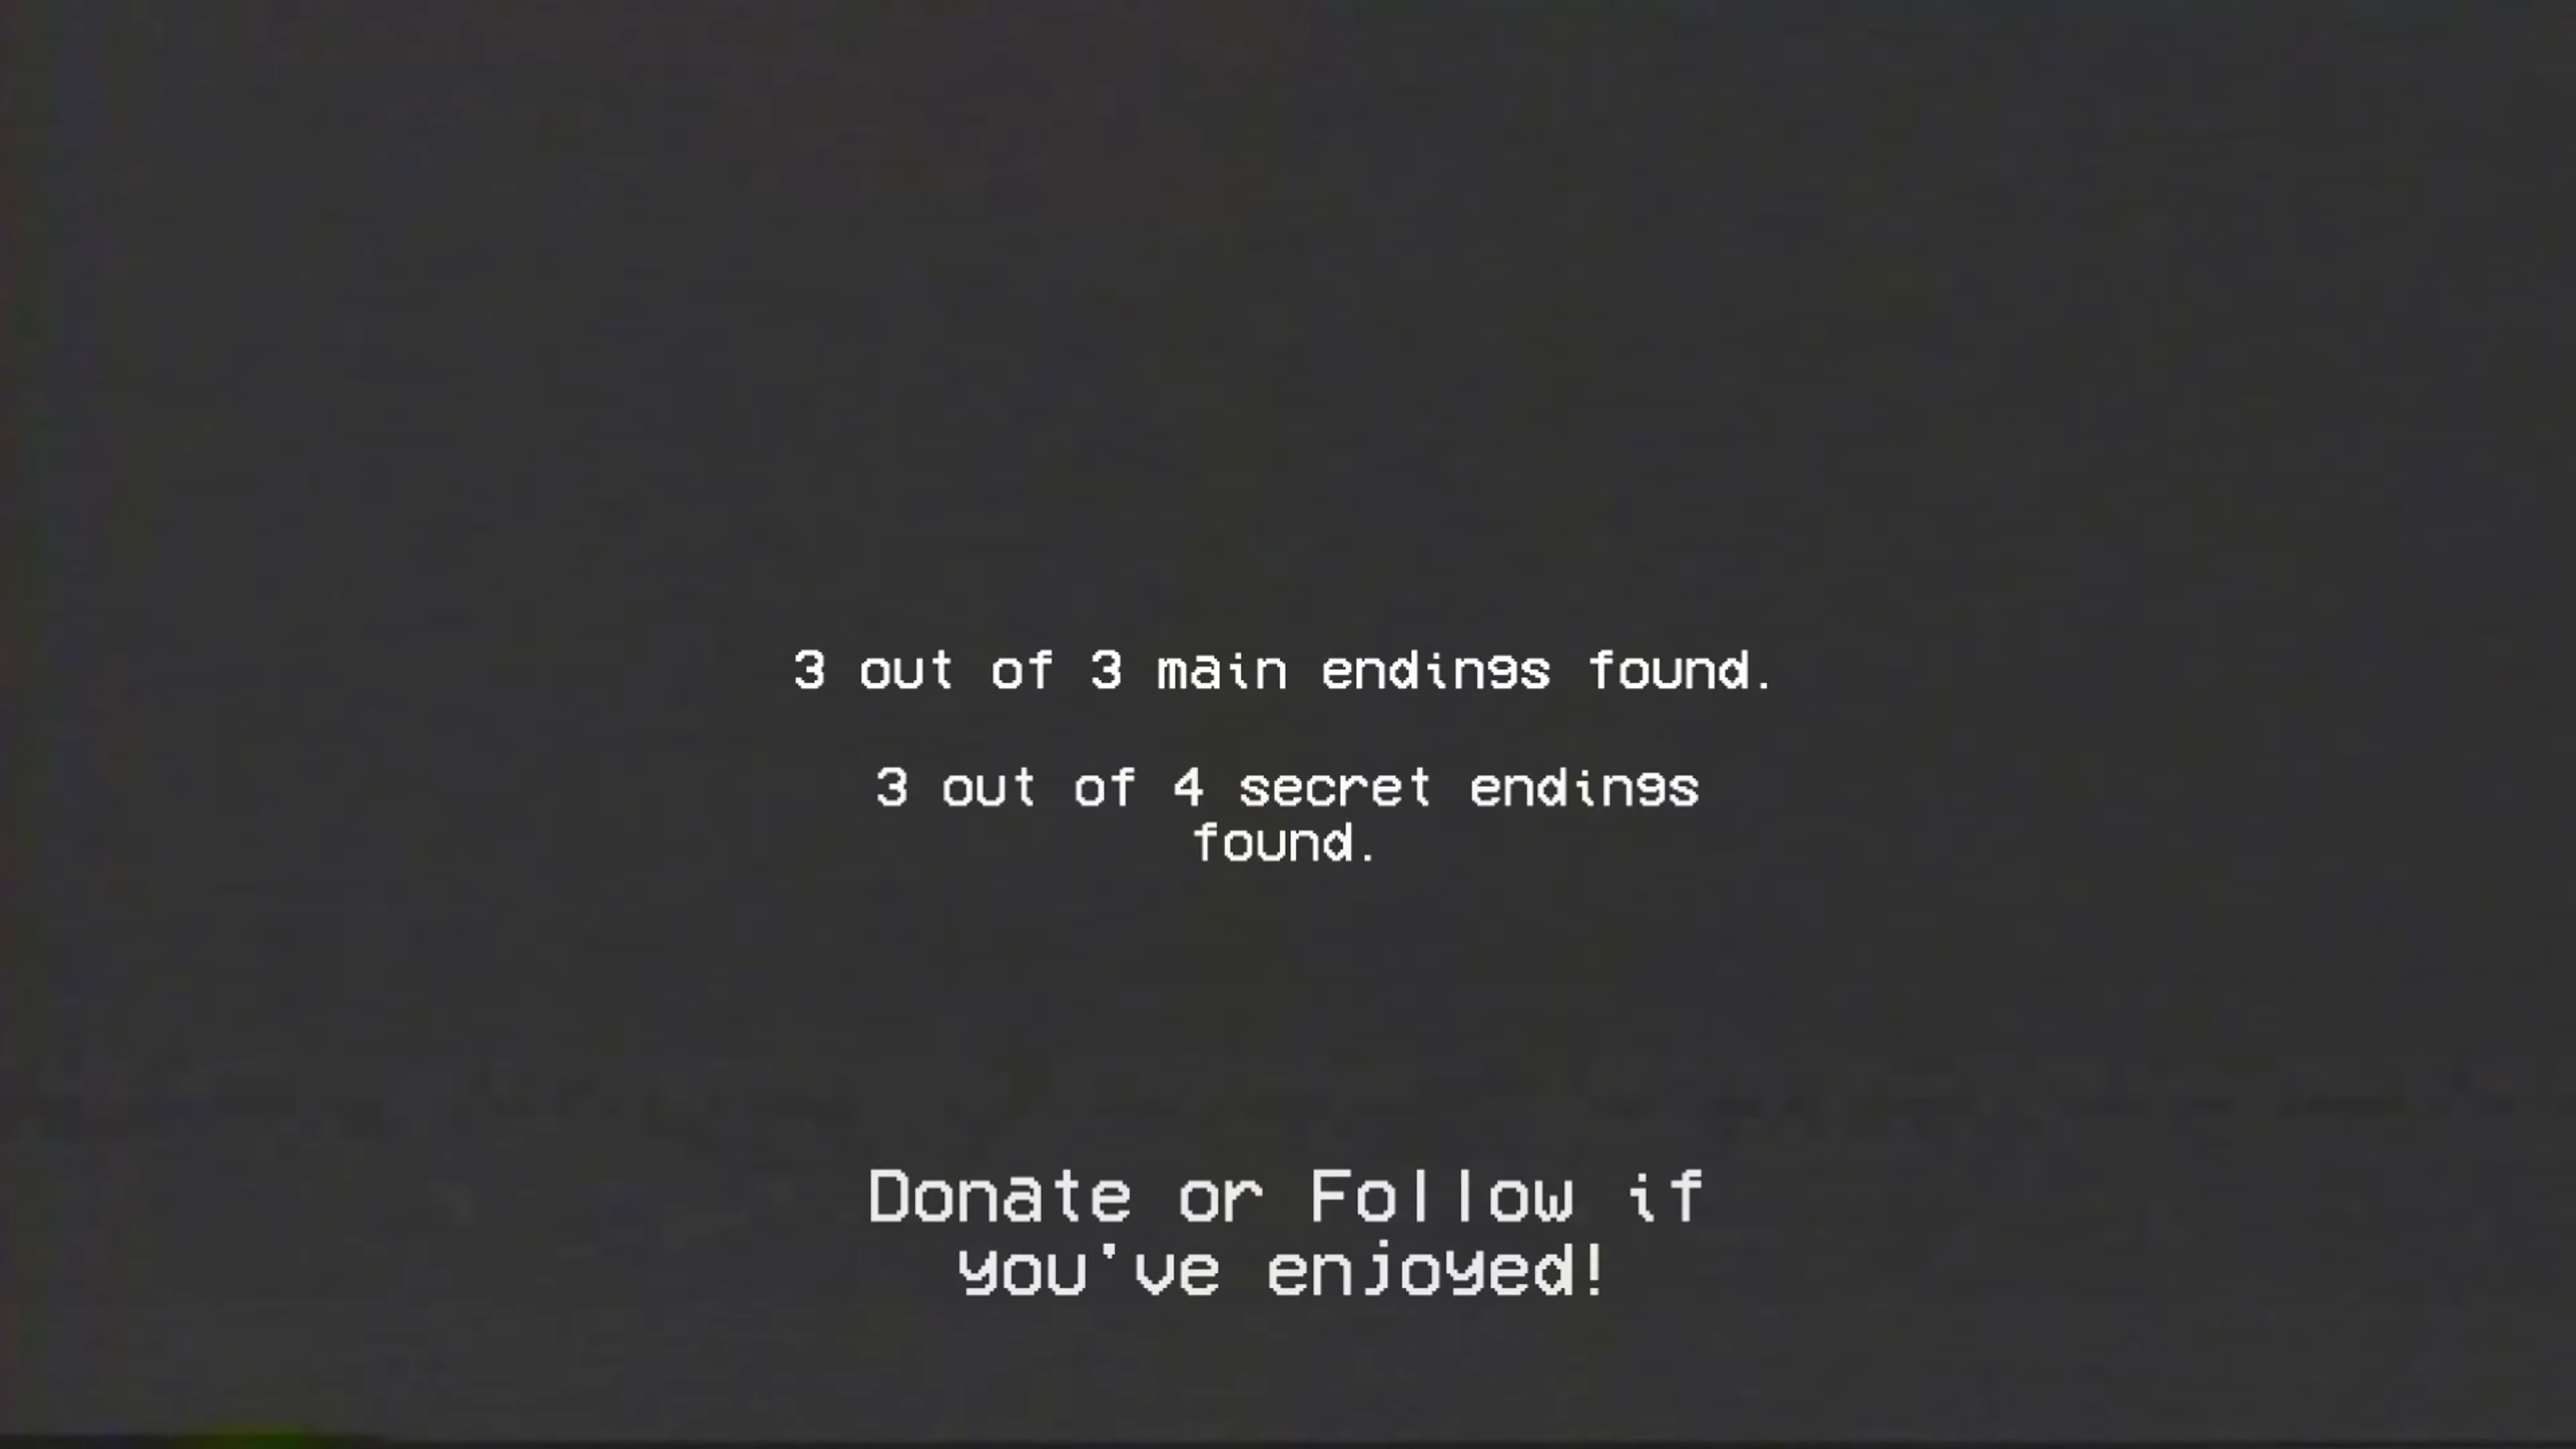 3 out of 3 main endings found.
3 out of 4 secret endings
found.
Donate or Follow if
you've enjoyed!